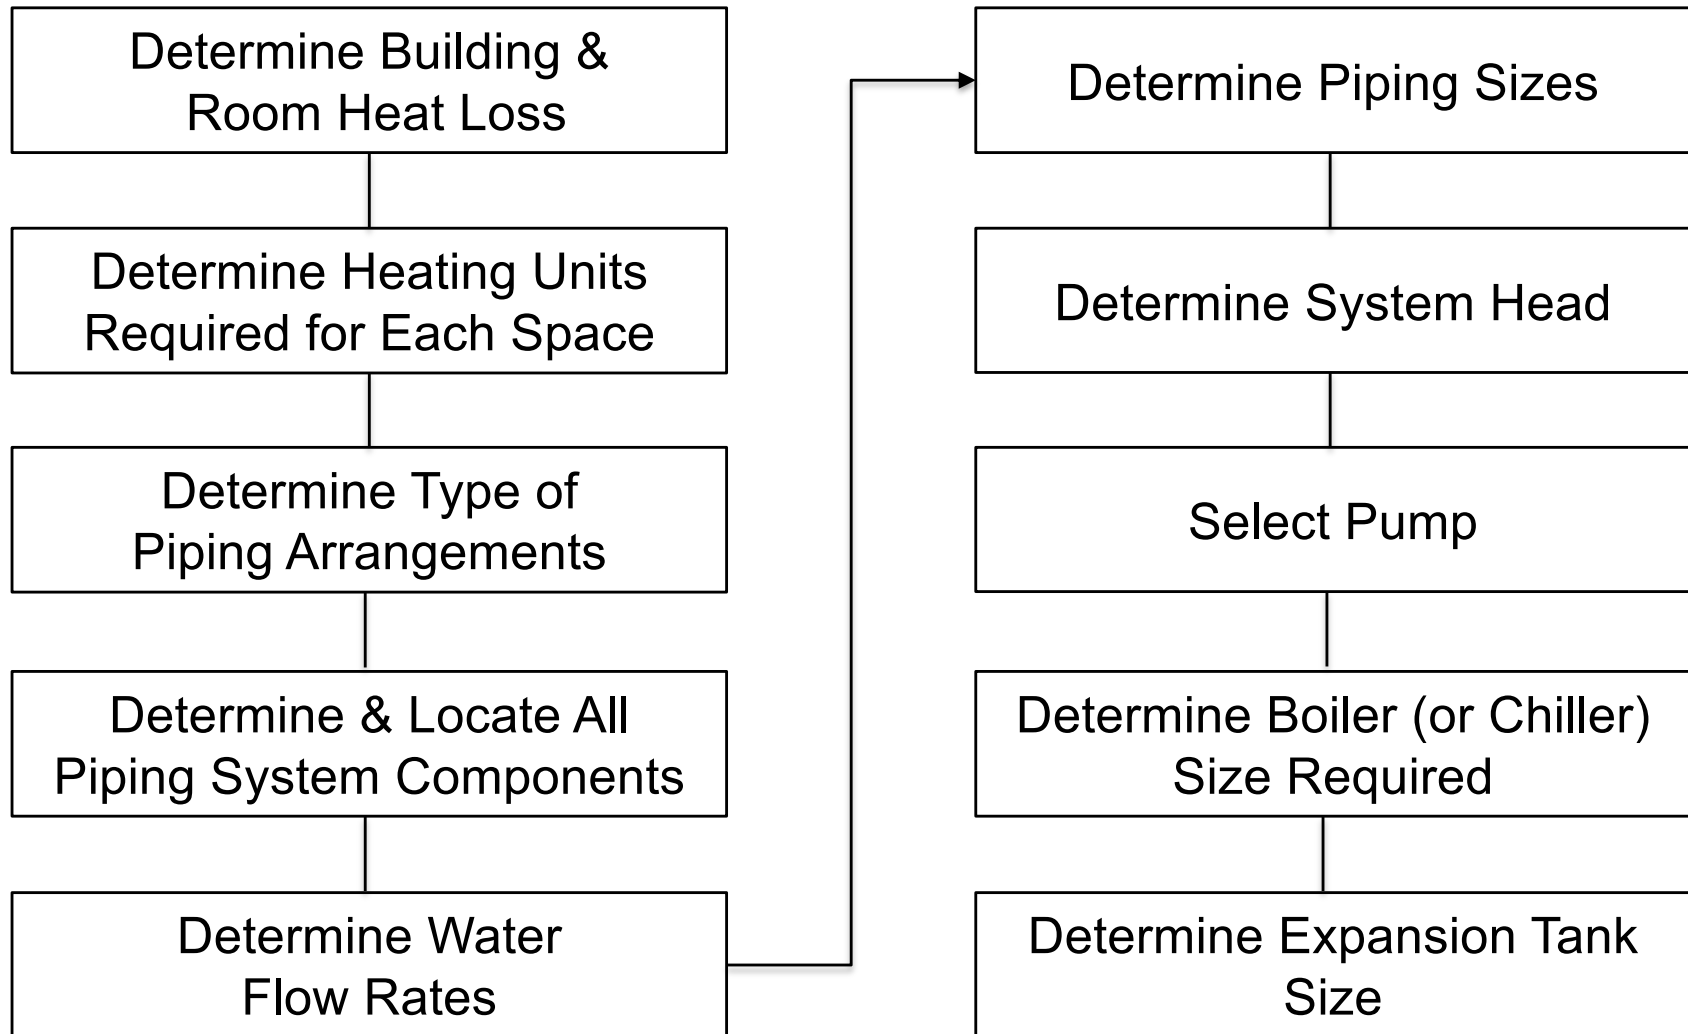 Determine Building &
Room Heat Loss
Determine Heating Units
Required for Each Space
Determine Type of
Piping Arrangements
Determine & Locate All
Piping System Components
Determine Water
Flow Rates
Determine Piping Sizes
Determine System Head
Select Pump
Determine Boiler (or Chiller)
Size Required
Determine Expansion Tank
Size